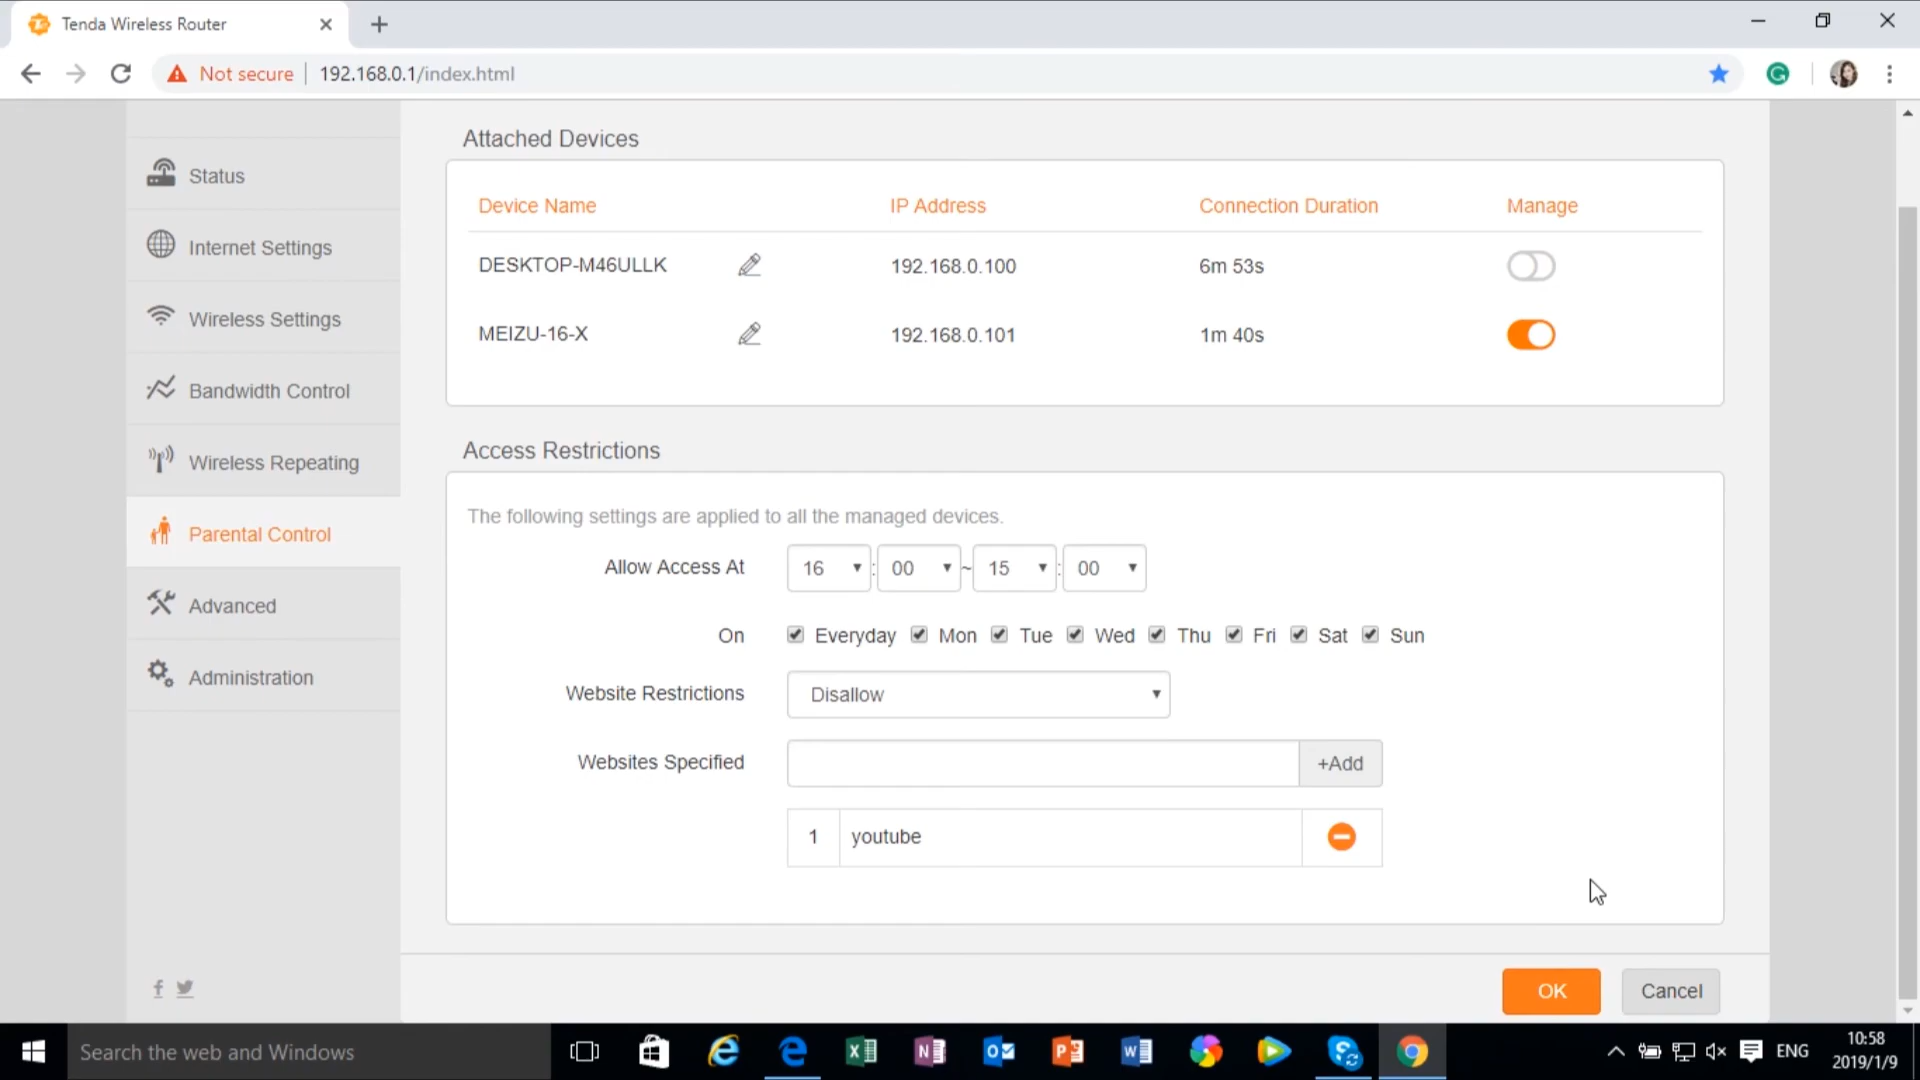 Tenda Wireless Router
Not secure
192.168.0.1/index.html
Attached Devices
Status
Internet Settings
Wireless Settings
Bandwidth Control
Wireless Repeating
Parental Control
Advanced
Administration
Device Name IP Address Connection Duration Manage
DESKTOP-M46ULLK 192.168.0.100 6m 53s
MEIZU-16-X 192.168.0.101 1m 40s
Access Restrictions
The following settings are applied to all the managed devices.
Allow Access At 16 : 00 ~ 15 : 00
On Everyday Mon Tue Wed Thu Fri Sat Sun
Website Restrictions Disallow
Websites Specified +Add
1 youtube
OK Cancel
Search the web and Windows
ENG
10:58
2019/1/9